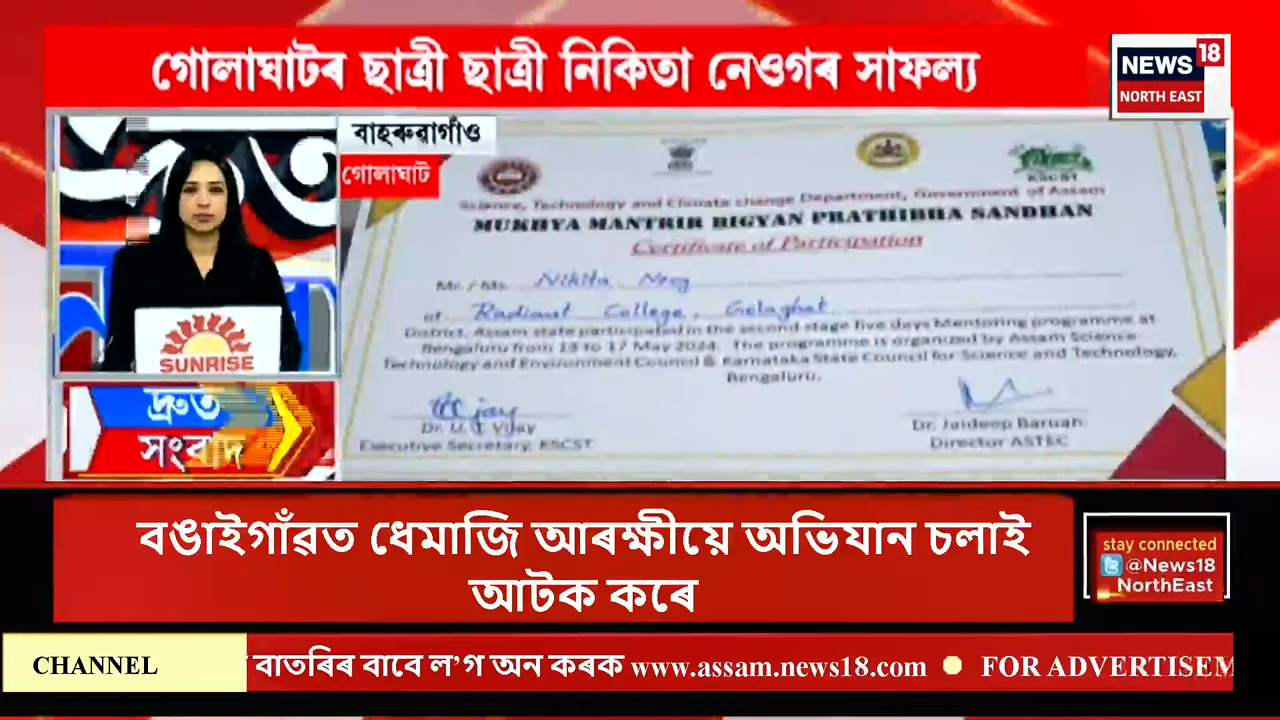 গোলাঘাটৰ ছাত্ৰী ছাত্ৰী নিকিতা নেওগৰ সাফল্য
NEWS 18
NORTH EAST
বাহৰুৱাগাঁও
গোলাঘাট
KSCST
Science, Technology and Climate change Department, Government of Assam
MUKHYA MANTRIR BIGYAN PRATHIBHA SANDHAN
Certificate of Participation
Mr. / Ms. Nikita Neog
of Radiant College, Golaghat
District, Assam state participated in the second stage five days Mentoring programme at
Bengaluru from 13 to 17 May 2024. The programme is organized by Assam Science
Technology and Environment Council & Karnataka State Council for Science and Technology,
Bengaluru.
Dr. U. T Vijay
Executive Secretary, KSCST
Dr. Jaideep Baruah
Director ASTEC
SUNRISE
দ্ৰুত
সংবাদ
বঙাইগাঁৱত ধেমাজি আৰক্ষীয়ে অভিযান চলাই
আটক কৰে
stay connected
@News18
NorthEast
CHANNEL
বাতৰিৰ বাবে ল'গ অন কৰক www.assam.news18.com
FOR ADVERTISEM